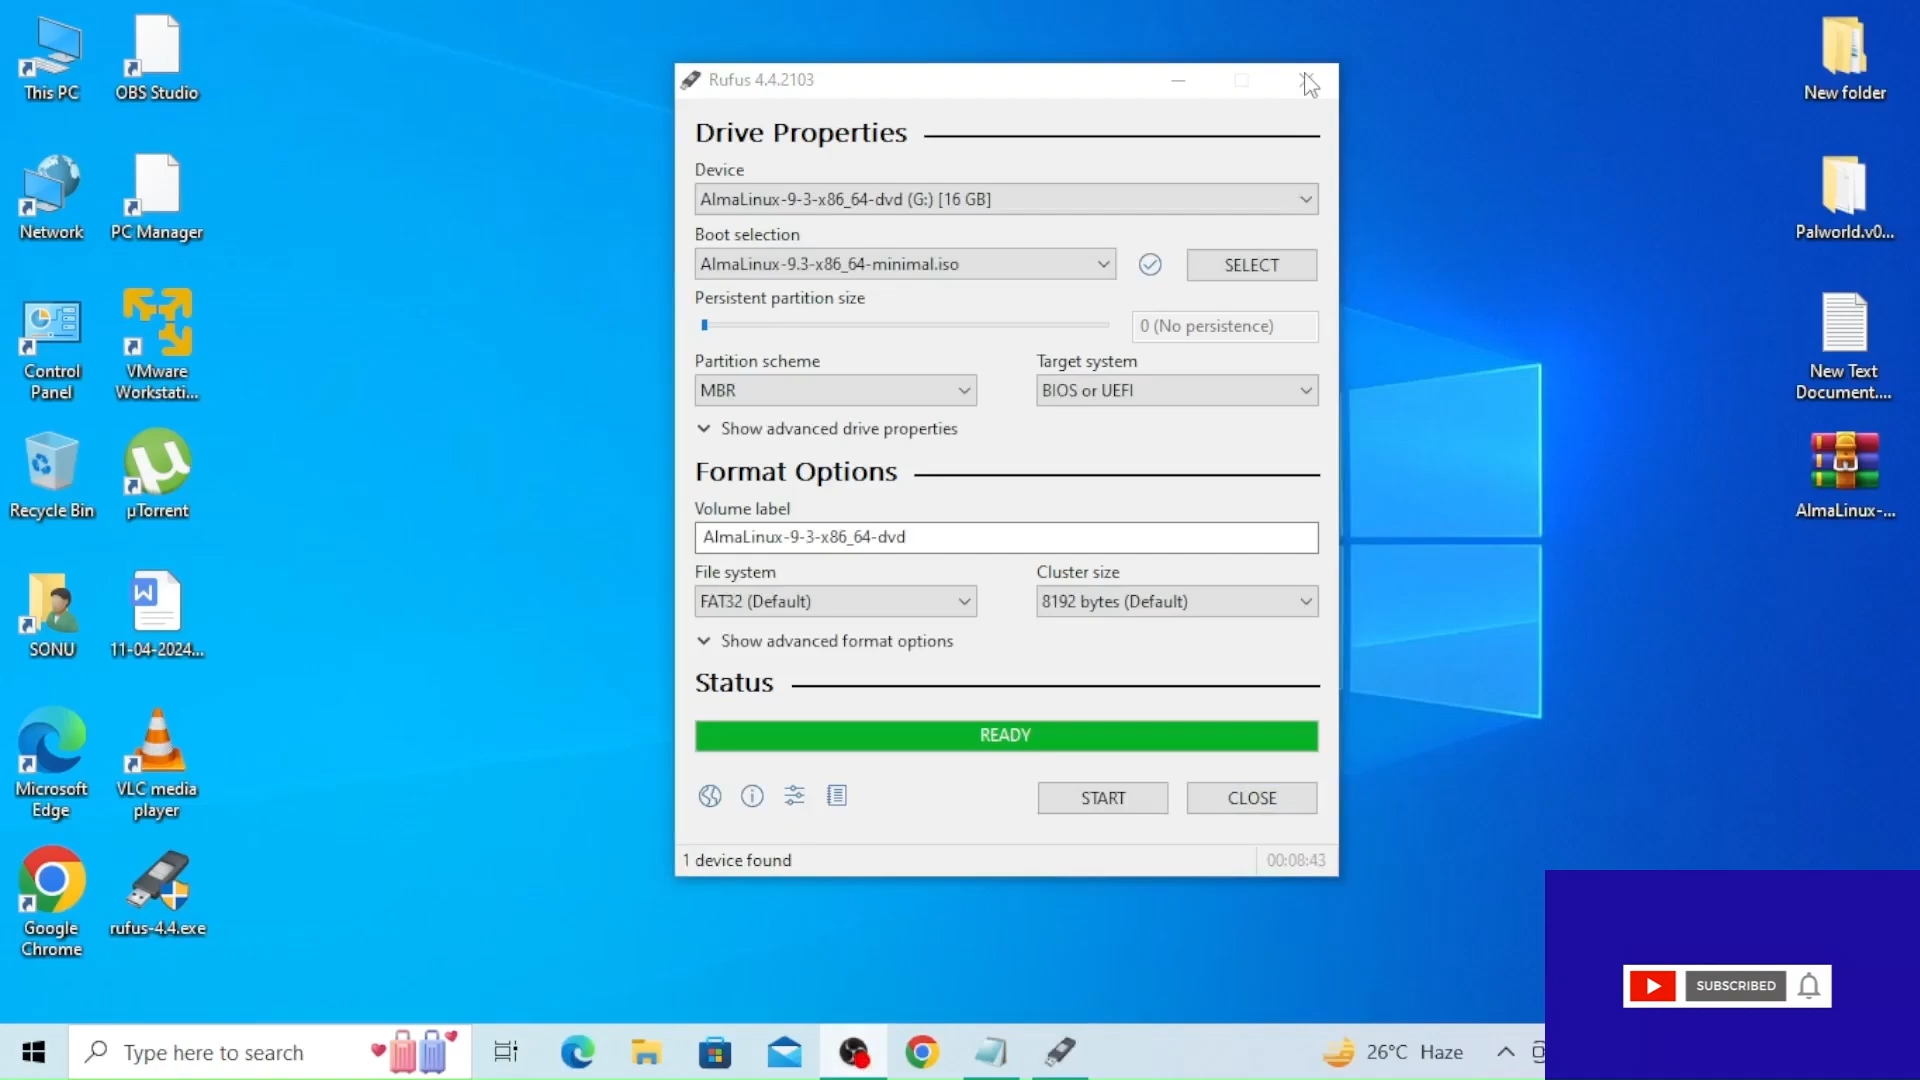 This PC
OBS Studio
Network
PC Manager
Control
Panel
VMware
Workstati...
Recycle Bin
µTorrent
SONU
11-04-2024...
Microsoft
Edge
VLC media
player
Google
Chrome
rufus-4.4.exe
Rufus 4.4.2103
Drive Properties
Device
AlmaLinux-9-3-x86_64-dvd (G:) [16 GB]
Boot selection
AlmaLinux-9.3-x86_64-minimal.iso
SELECT
Persistent partition size
0 (No persistence)
Partition scheme
Target system
MBR
BIOS or UEFI
Show advanced drive properties
Format Options
Volume label
AlmaLinux-9-3-x86_64-dvd
File system
Cluster size
FAT32 (Default)
8192 bytes (Default)
Show advanced format options
Status
READY
START
CLOSE
1 device found
00:08:43
New folder
Palworld.v0...
New Text
Document....
AlmaLinux-...
SUBSCRIBED
Type here to search
26°C Haze